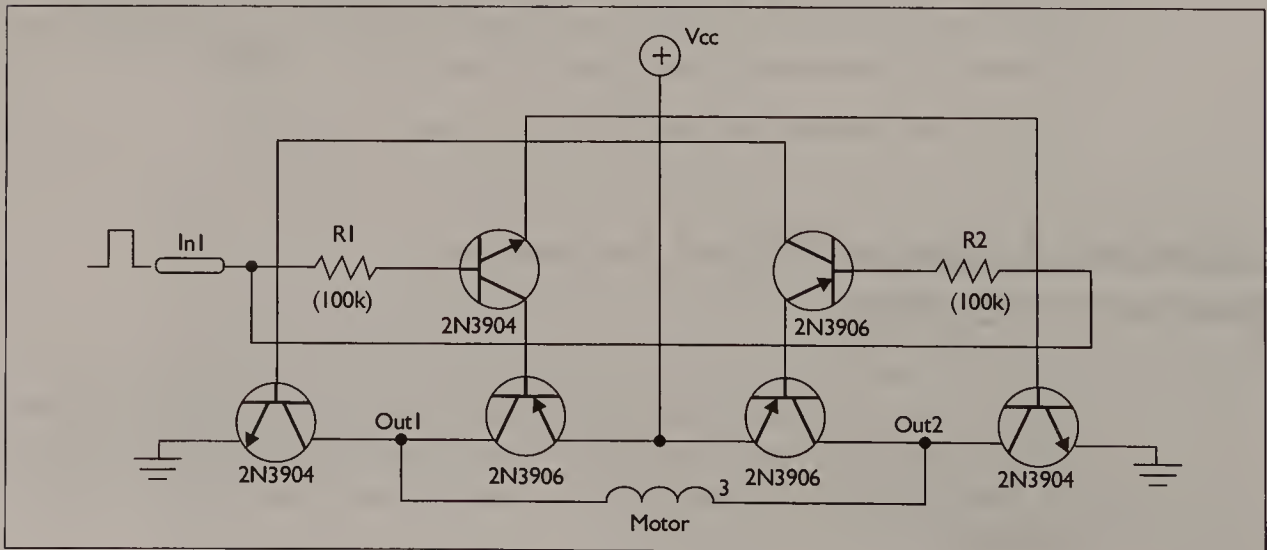 +
Vcc
In1
R1
(100k)
2N3904
R2
(100k)
2N3906
Out1
Out2
2N3904
2N3906
2N3906
2N3904
3
Motor